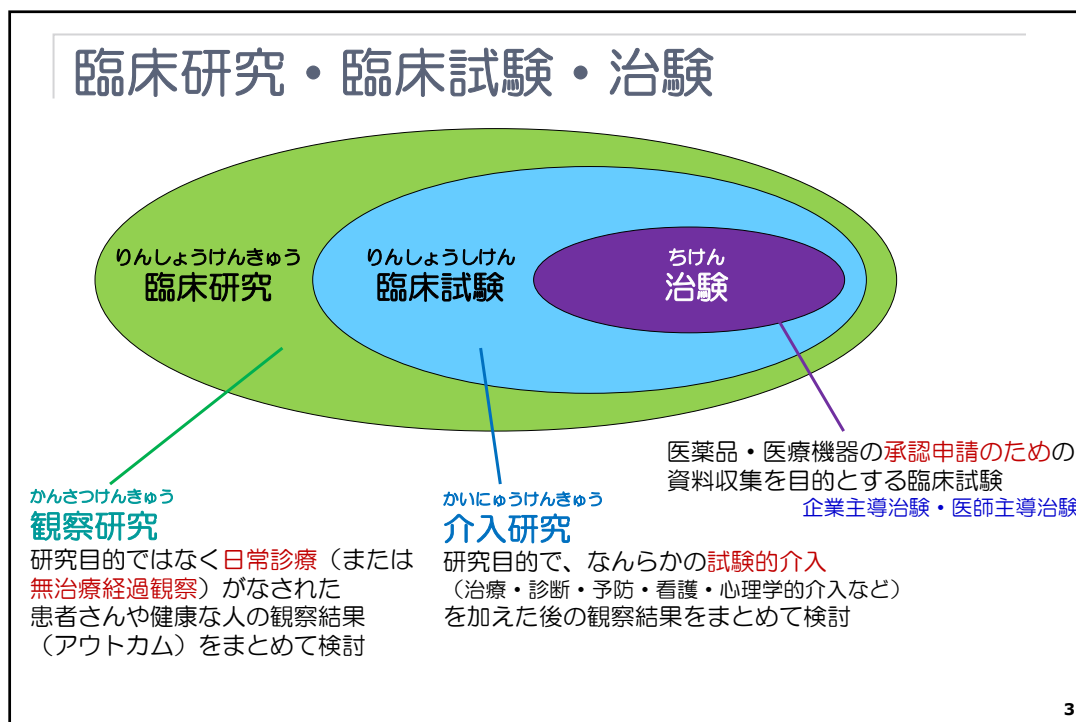 臨床研究・臨床試験・治験
りんしょうけんきゅう
臨床研究
りんしょうしけん
臨床試験
ちけん
治験
医薬品・医療機器の承認申請のための
資料収集を目的とする臨床試験
企業主導治験・医師主導治験
かんさつけんきゅう
観察研究
研究目的ではなく日常診療（または
無治療経過観察）がなされた
患者さんや健康な人の観察結果
（アウトカム）をまとめて検討
かいにゅうけんきゅう
介入研究
研究目的で、なんらかの試験的介入
（治療・診断・予防・看護・心理学的介入など）
を加えた後の観察結果をまとめて検討
3